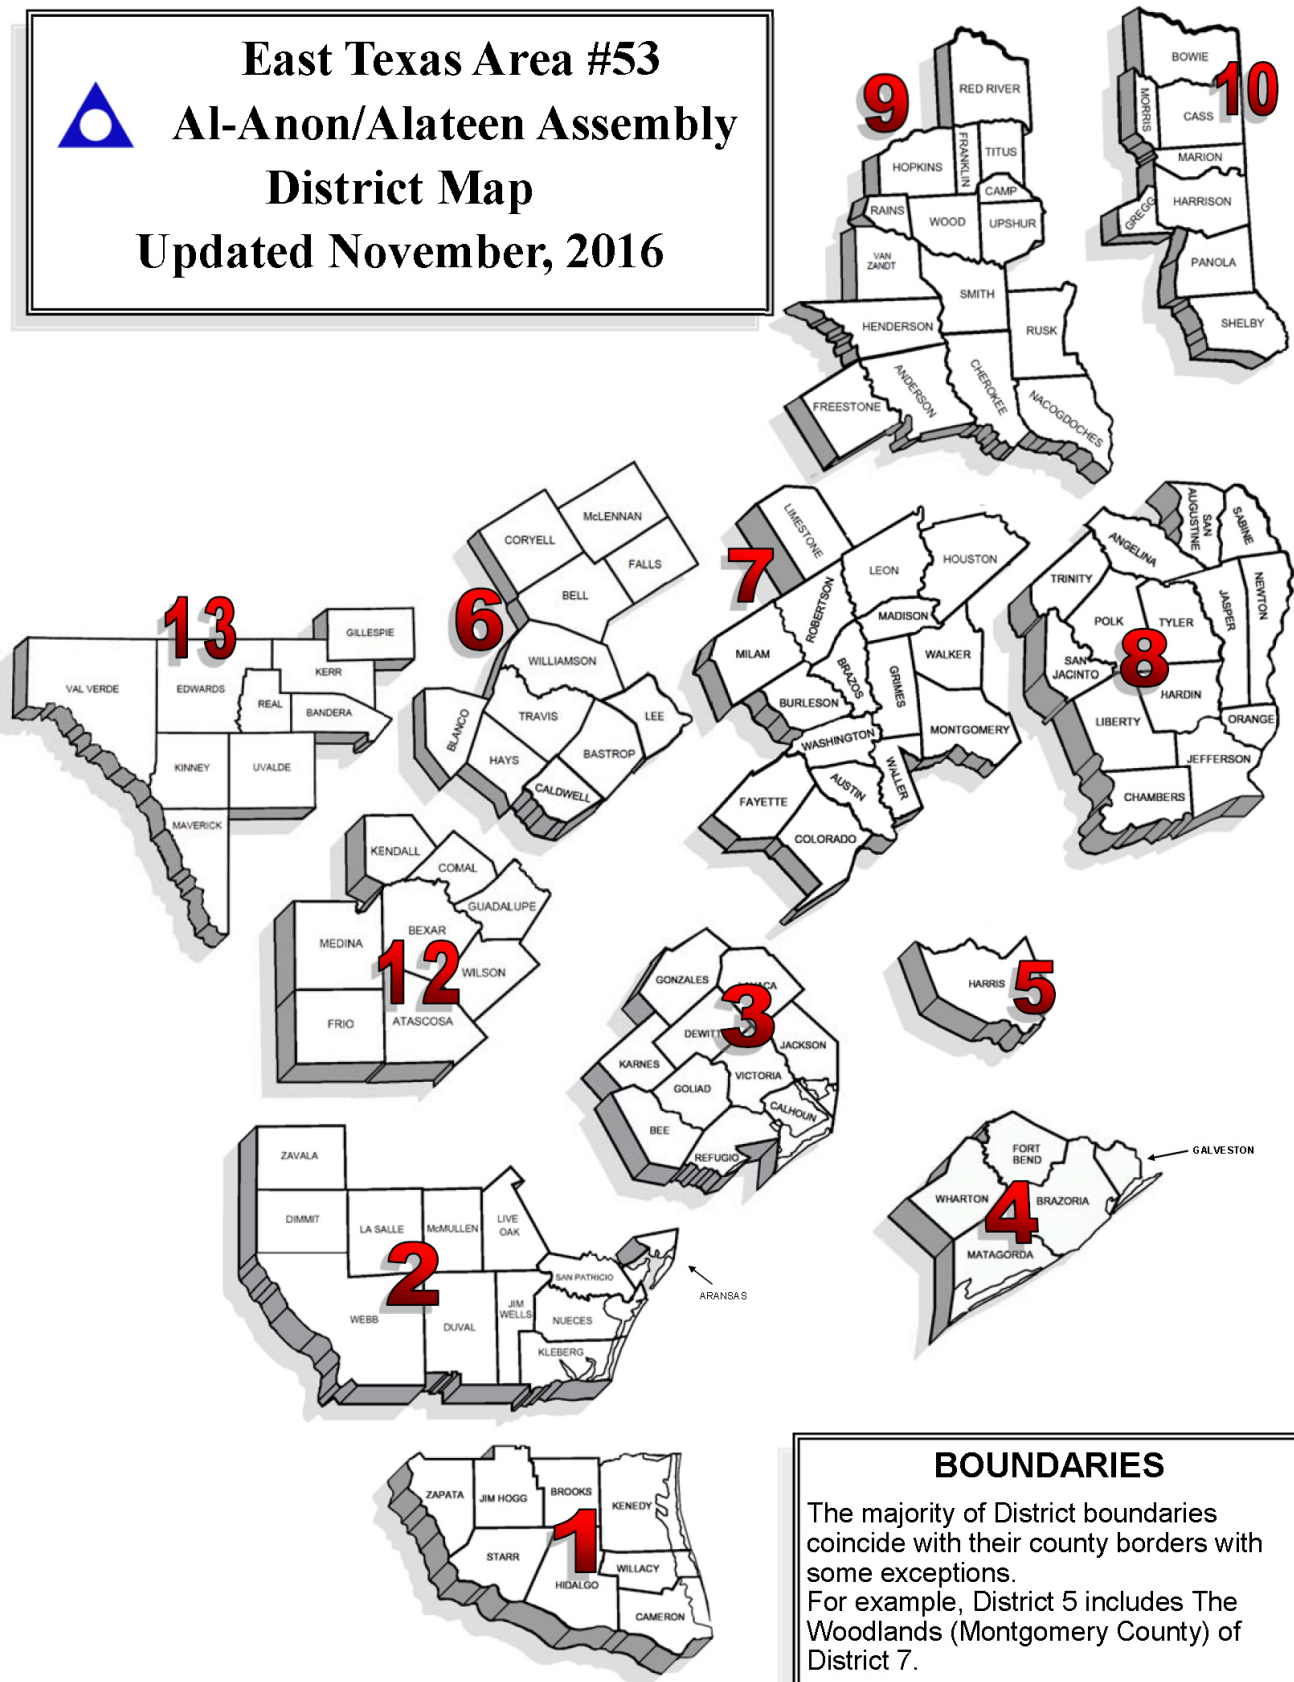 East Texas Area #53
Al-Anon/Alateen Assembly
District Map
Updated November, 2016
9
RED RIVER
HOPKINS
FRANKLIN
TITUS
CAMP
RAINS
WOOD
UPSHUR
VAN
ZANDT
SMITH
HENDERSON
RUSK
ANDERSON
CHEROKEE
FREESTONE
NACOGDOCHES
10
BOWIE
MORRIS
CASS
MARION
GREGG
HARRISON
PANOLA
SHELBY
13
GILLESPIE
VAL VERDE
EDWARDS
REAL
KERR
BANDERA
KINNEY
UVALDE
MAVERICK
6
McLENNAN
CORYELL
FALLS
BELL
WILLIAMSON
BLANCO
TRAVIS
LEE
HAYS
BASTROP
CALDWELL
7
LIMESTONE
LEON
HOUSTON
ROBERTSON
MADISON
MILAM
BRAZOS
GRIMES
WALKER
BURLESON
WASHINGTON
MONTGOMERY
FAYETTE
AUSTIN
WALLER
COLORADO
8
SAN
AUGUSTINE
SABINE
ANGELINA
TRINITY
POLK
TYLER
JASPER
NEWTON
SAN
JACINTO
HARDIN
LIBERTY
ORANGE
JEFFERSON
CHAMBERS
12
KENDALL
COMAL
GUADALUPE
MEDINA
BEXAR
WILSON
FRIO
ATASCOSA
3
GONZALES
DEWITT
JACKSON
KARNES
VICTORIA
GOLIAD
CALHOUN
BEE
REFUGIO
5
HARRIS
4
FORT
BEND
GALVESTON
WHARTON
BRAZORIA
MATAGORDA
2
ZAVALA
DIMMIT
LA SALLE
McMULLEN
LIVE
OAK
SAN PATRICIO
ARANSAS
WEBB
DUVAL
JIM
WELLS
NUECES
KLEBERG
1
ZAPATA
JIM HOGG
BROOKS
KENEDY
STARR
HIDALGO
WILLACY
CAMERON
BOUNDARIES
The majority of District boundaries
coincide with their county borders with
some exceptions.
For example, District 5 includes The
Woodlands (Montgomery County) of
District 7.